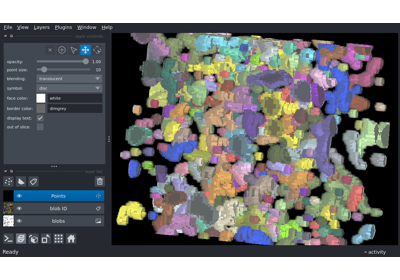 File View Layers Plugins Window Help
opacity: 1.00
point size: 10
blending: translucent
symbol: disc
face color: white
border color: dimgrey
display text: ✓
out of slice:
Points
blob ID
blobs
Ready
activity